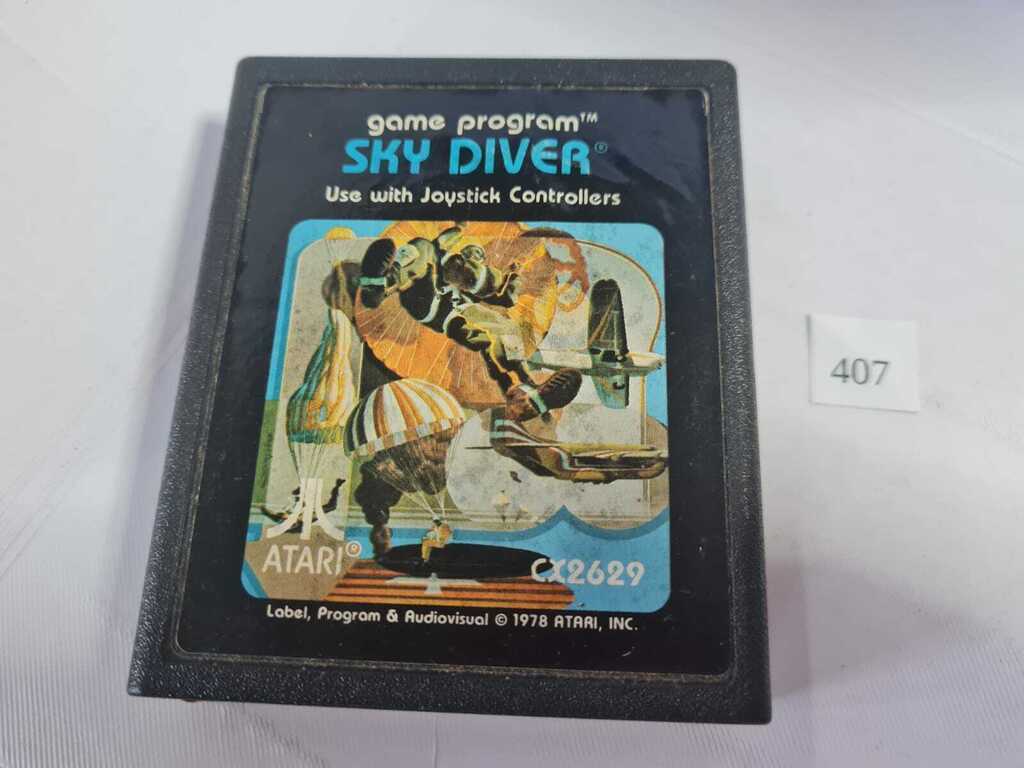 game program™
SKY DIVER®
Use with Joystick Controllers
407
ATARI®
CX2629
Label, Program & Audiovisual © 1978 ATARI, INC.